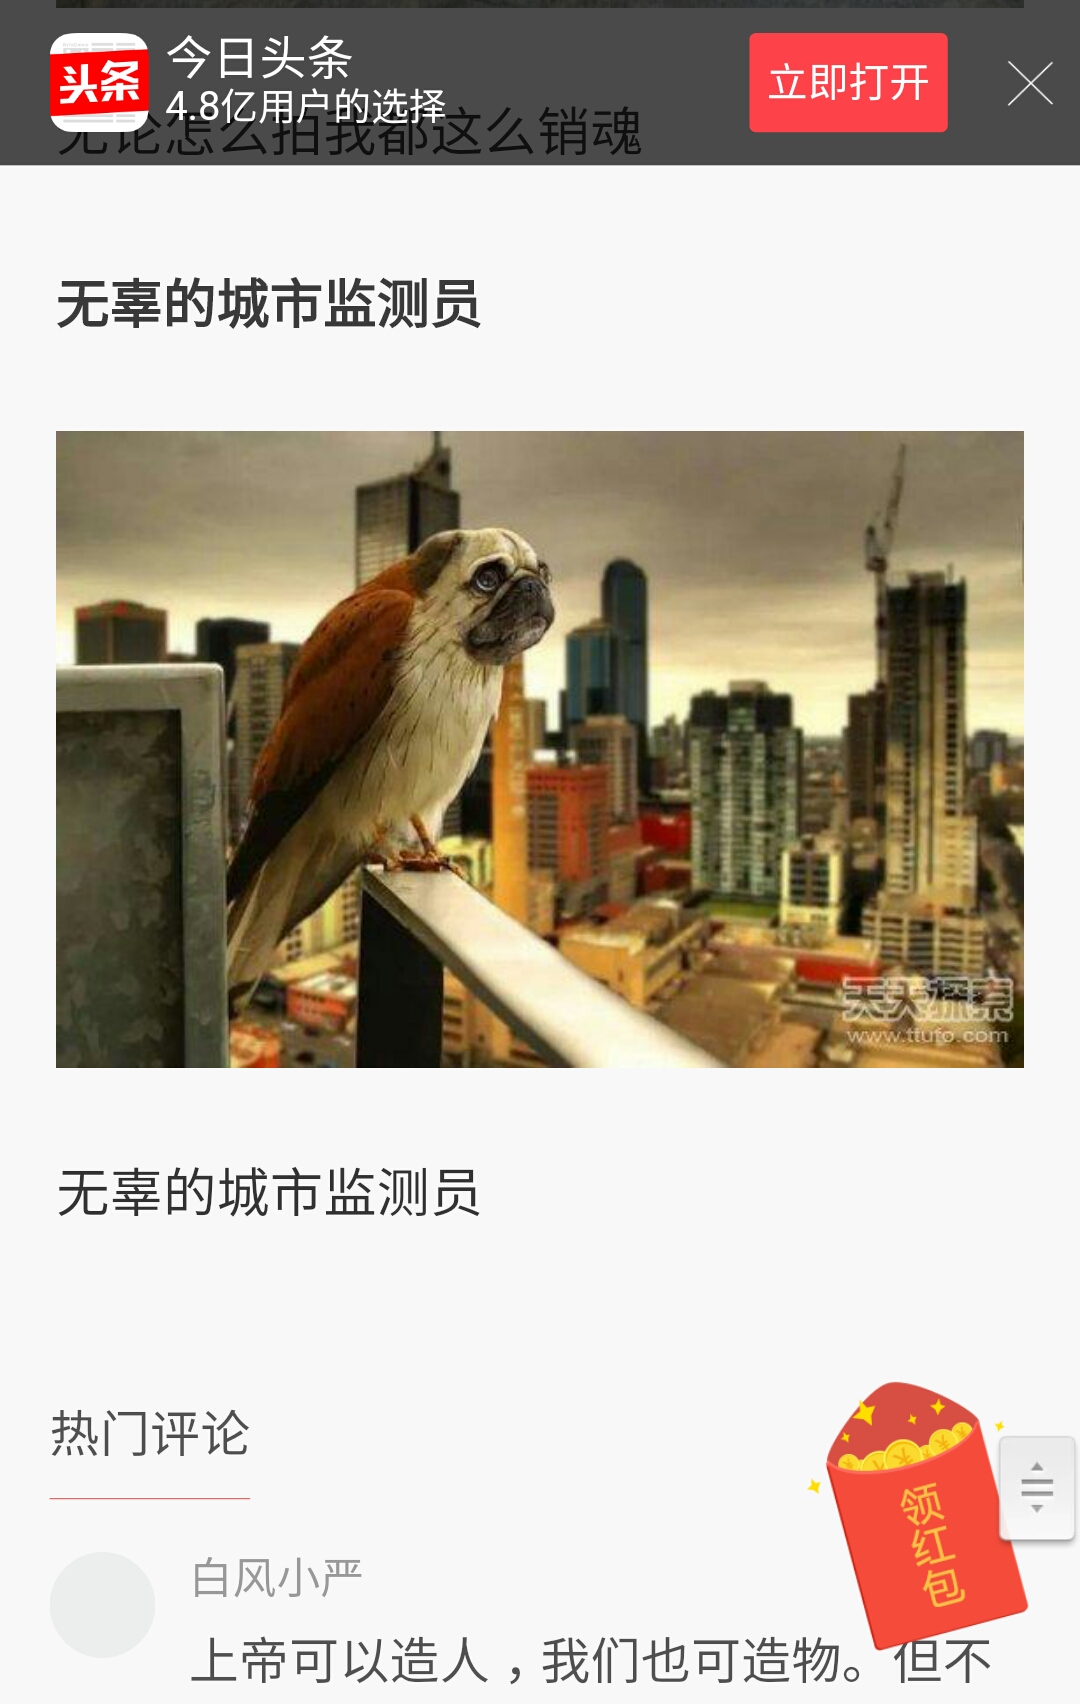 头条
今日头条
4.8亿用户的选择
立即打开
无论怎么拍我都这么销魂
无辜的城市监测员
天天探索
www.ttufo.com
无辜的城市监测员
热门评论
领红包
白风小严
上帝可以造人，我们也可造物。但不